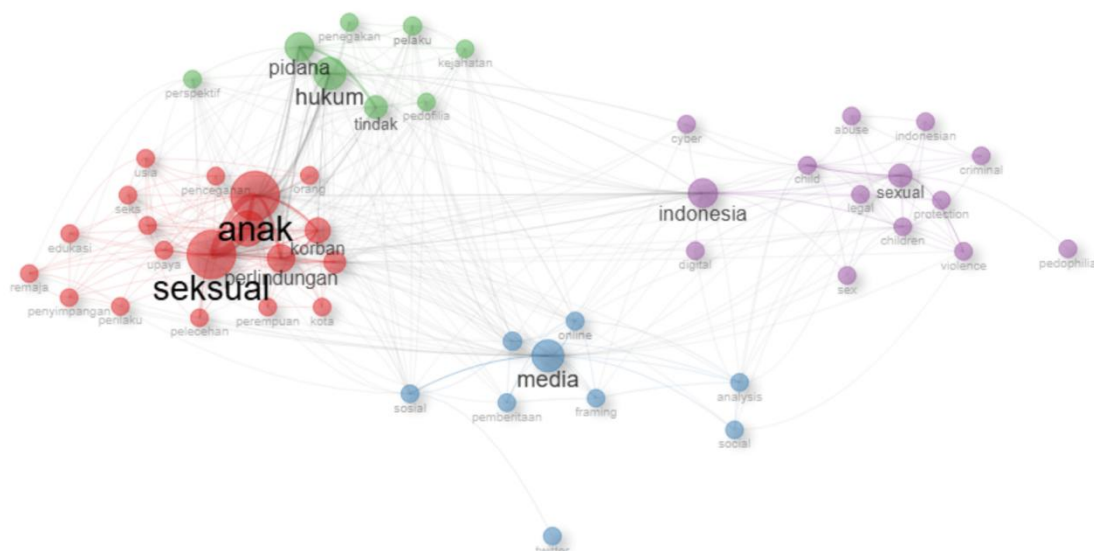 penegakan
pelaku
kejahatan
pidana
hukum
perspektif
tindak
pedofilia
cyber
abuse
indonesian
usia
pencegahan
orang
child
criminal
seks
sexual
legal
protection
indonesia
anak
children
edukasi
korban
upaya
violence
digital
pedophilia
remaja
perlindungan
sex
seksual
penyimpangan
perilaku
pelecehan
perempuan
kota
online
media
sosial
pemberitaan
framing
analysis
social